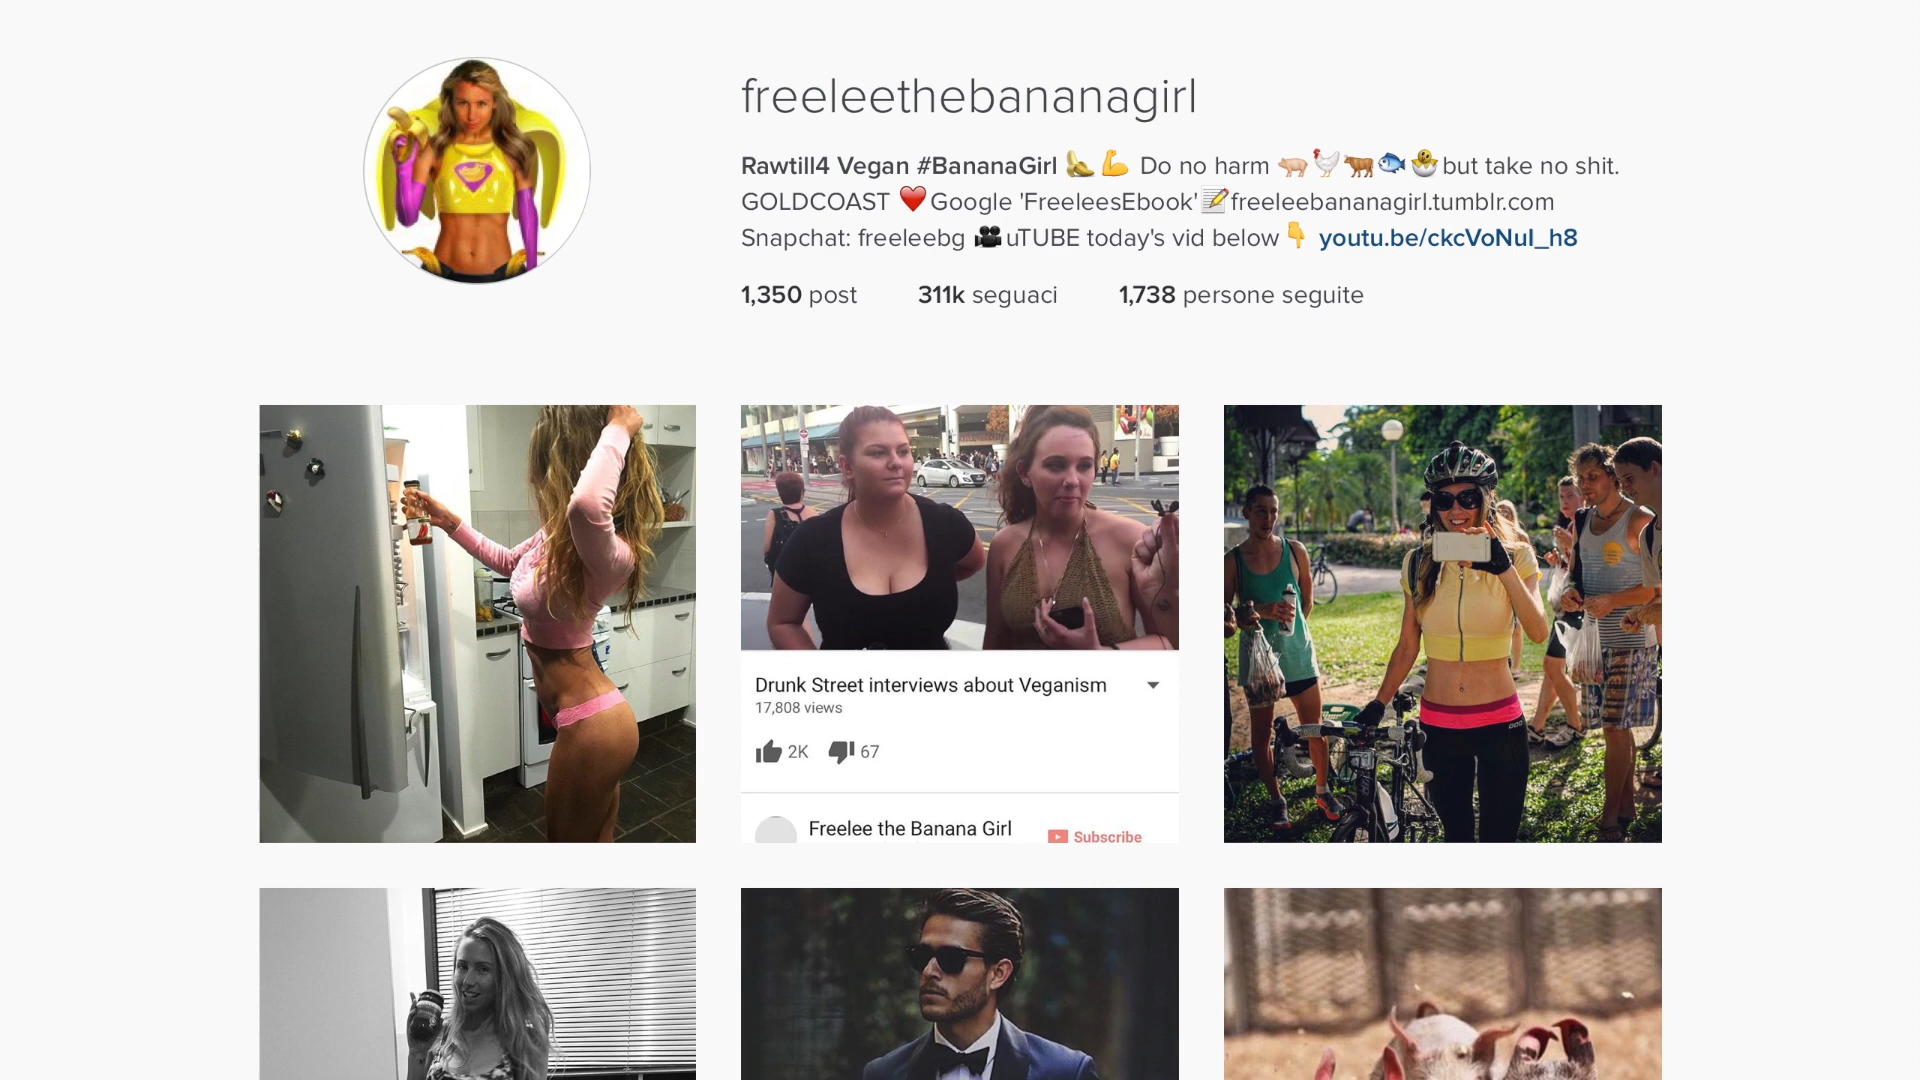 freeleethebananagirl
Rawtill4 Vegan #BananaGirl 🍌💪 Do no harm 🐖🐓🐂🐟🐣but take no shit.
GOLDCOAST ❤️Google 'FreeleesEbook'📝freeleebananagirl.tumblr.com
Snapchat: freeleebg 🎥uTUBE today's vid below 👇 youtu.be/ckcVoNuI_h8
1,350 post 311k seguaci 1,738 persone seguite
Drunk Street interviews about Veganism
17,808 views
2K 67
Freelee the Banana Girl Subscribe